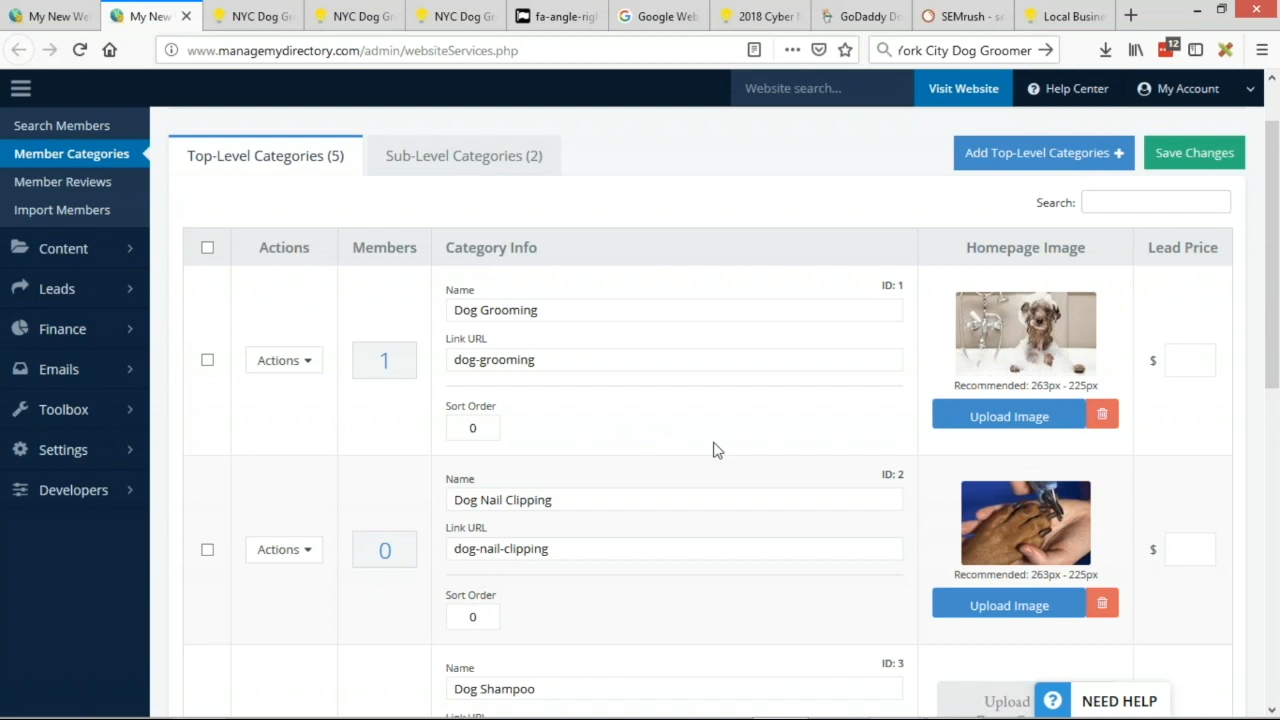 My New We
My New
NYC Dog Gr
NYC Dog Gr
NYC Dog Gr
fa-angle-righ
Google Web
2018 Cyber M
GoDaddy Do
SEMrush - se
Local Busine
www.managemydirectory.com/admin/websiteServices.php
York City Dog Groomer
12
Website search...
Visit Website
Help Center
My Account
Search Members
Member Categories
Member Reviews
Import Members
Content
Leads
Finance
Emails
Toolbox
Settings
Developers
Top-Level Categories (5)
Sub-Level Categories (2)
Add Top-Level Categories
Save Changes
Search:
Actions
Members
Category Info
Homepage Image
Lead Price
Name
ID: 1
Dog Grooming
Link URL
dog-grooming
Sort Order
0
Actions
1
Recommended: 263px - 225px
Upload Image
$
Name
ID: 2
Dog Nail Clipping
Link URL
dog-nail-clipping
Sort Order
0
Actions
0
Recommended: 263px - 225px
Upload Image
$
Name
ID: 3
Dog Shampoo
Link URL
Upload
NEED HELP